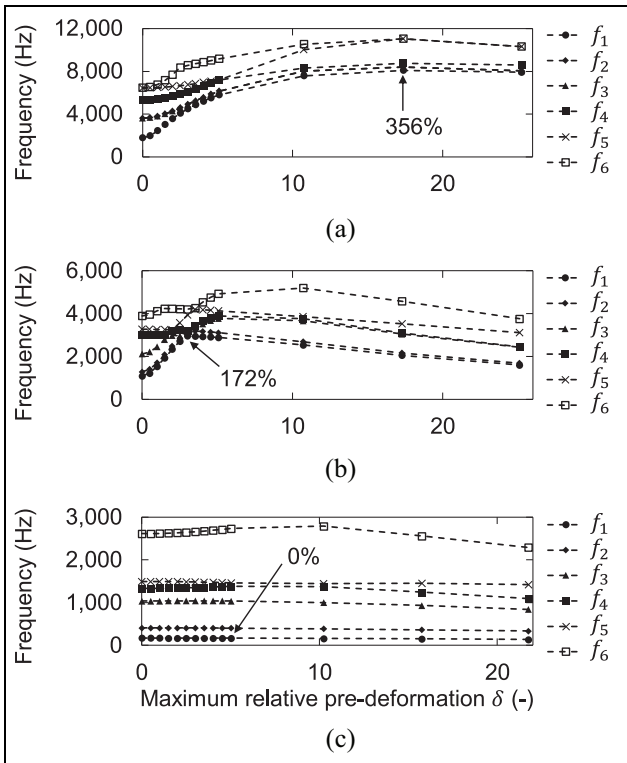 Frequency (Hz)
12,000
8,000
4,000
0
0
10
20
356%
f1
f2
f3
f4
f5
f6
(a)
Frequency (Hz)
6,000
4,000
2,000
0
0
10
20
172%
f1
f2
f3
f4
f5
f6
(b)
Frequency (Hz)
3,000
2,000
1,000
0
0
10
20
0%
f1
f2
f3
f4
f5
f6
Maximum relative pre-deformation δ (-)
(c)